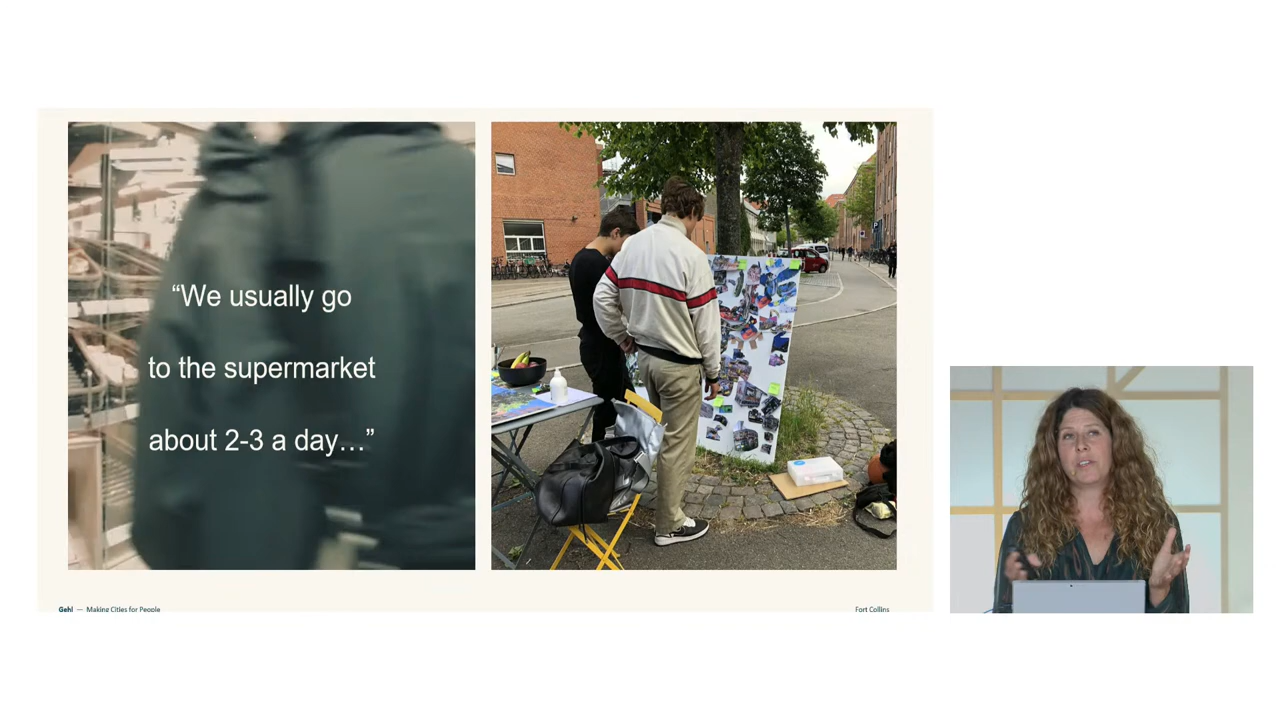 “We usually go
to the supermarket
about 2-3 a day…”
Gehl — Making Cities for People
Fort Collins